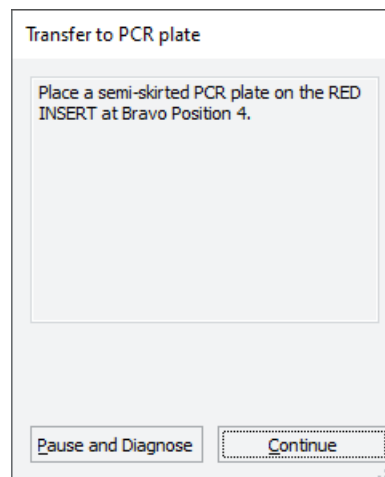 Transfer to PCR plate
Place a semi-skirted PCR plate on the RED
INSERT at Bravo Position 4.
Pause and Diagnose
Continue